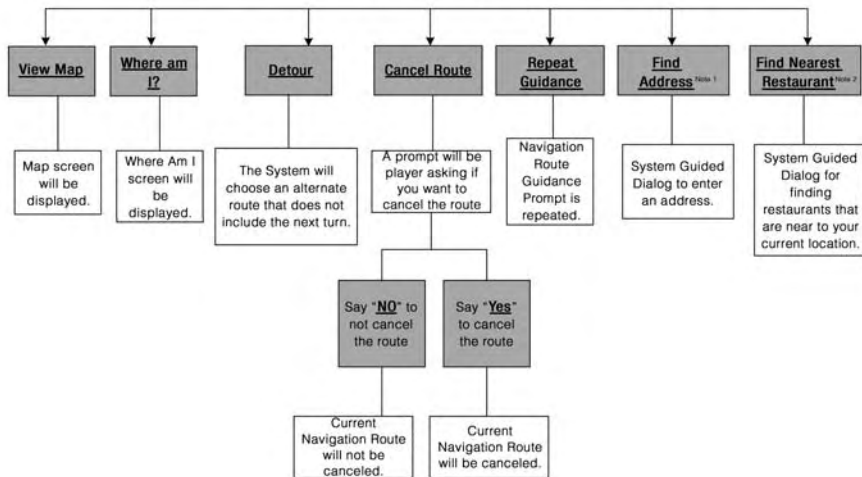 View Map
Where am
I?
Detour
Cancel Route
Repeat
Guidance
Find
Address Note 1
Find Nearest
Restaurant Note 2
Map screen
will be
displayed.
Where Am I
screen will
be
displayed.
The System will
choose an alternate
route that does not
include the next turn.
A prompt will be
player asking if
you want to
cancel the route
Navigation
Route
Guidance
Prompt is
repeated.
System Guided
Dialog to enter
an address.
System Guided
Dialog for
finding
restaurants that
are near to your
current location.
Say "NO" to
not cancel
the route
Say "Yes"
to cancel
the route
Current
Navigation Route
will not be
canceled.
Current
Navigation Route
will be canceled.